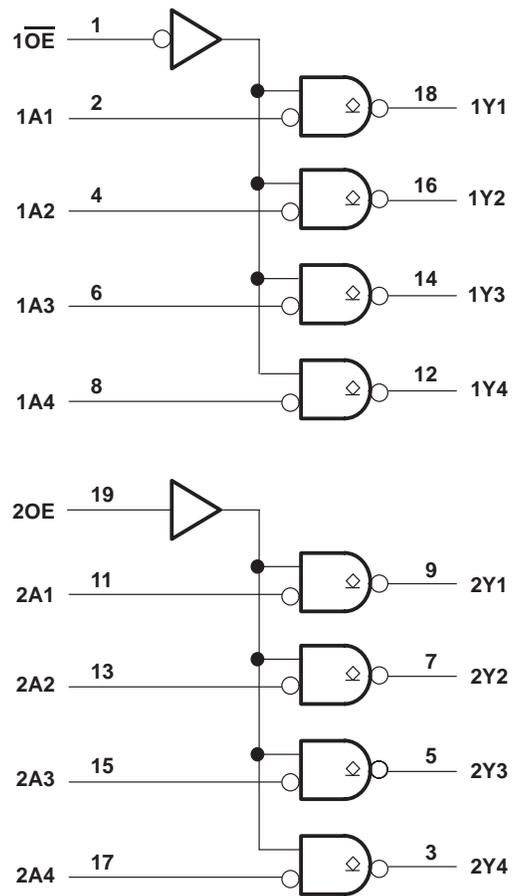 1O̅E̅ 1
1A1 2 18 1Y1
1A2 4 16 1Y2
1A3 6 14 1Y3
1A4 8 12 1Y4
2OE 19
2A1 11 9 2Y1
2A2 13 7 2Y2
2A3 15 5 2Y3
2A4 17 3 2Y4